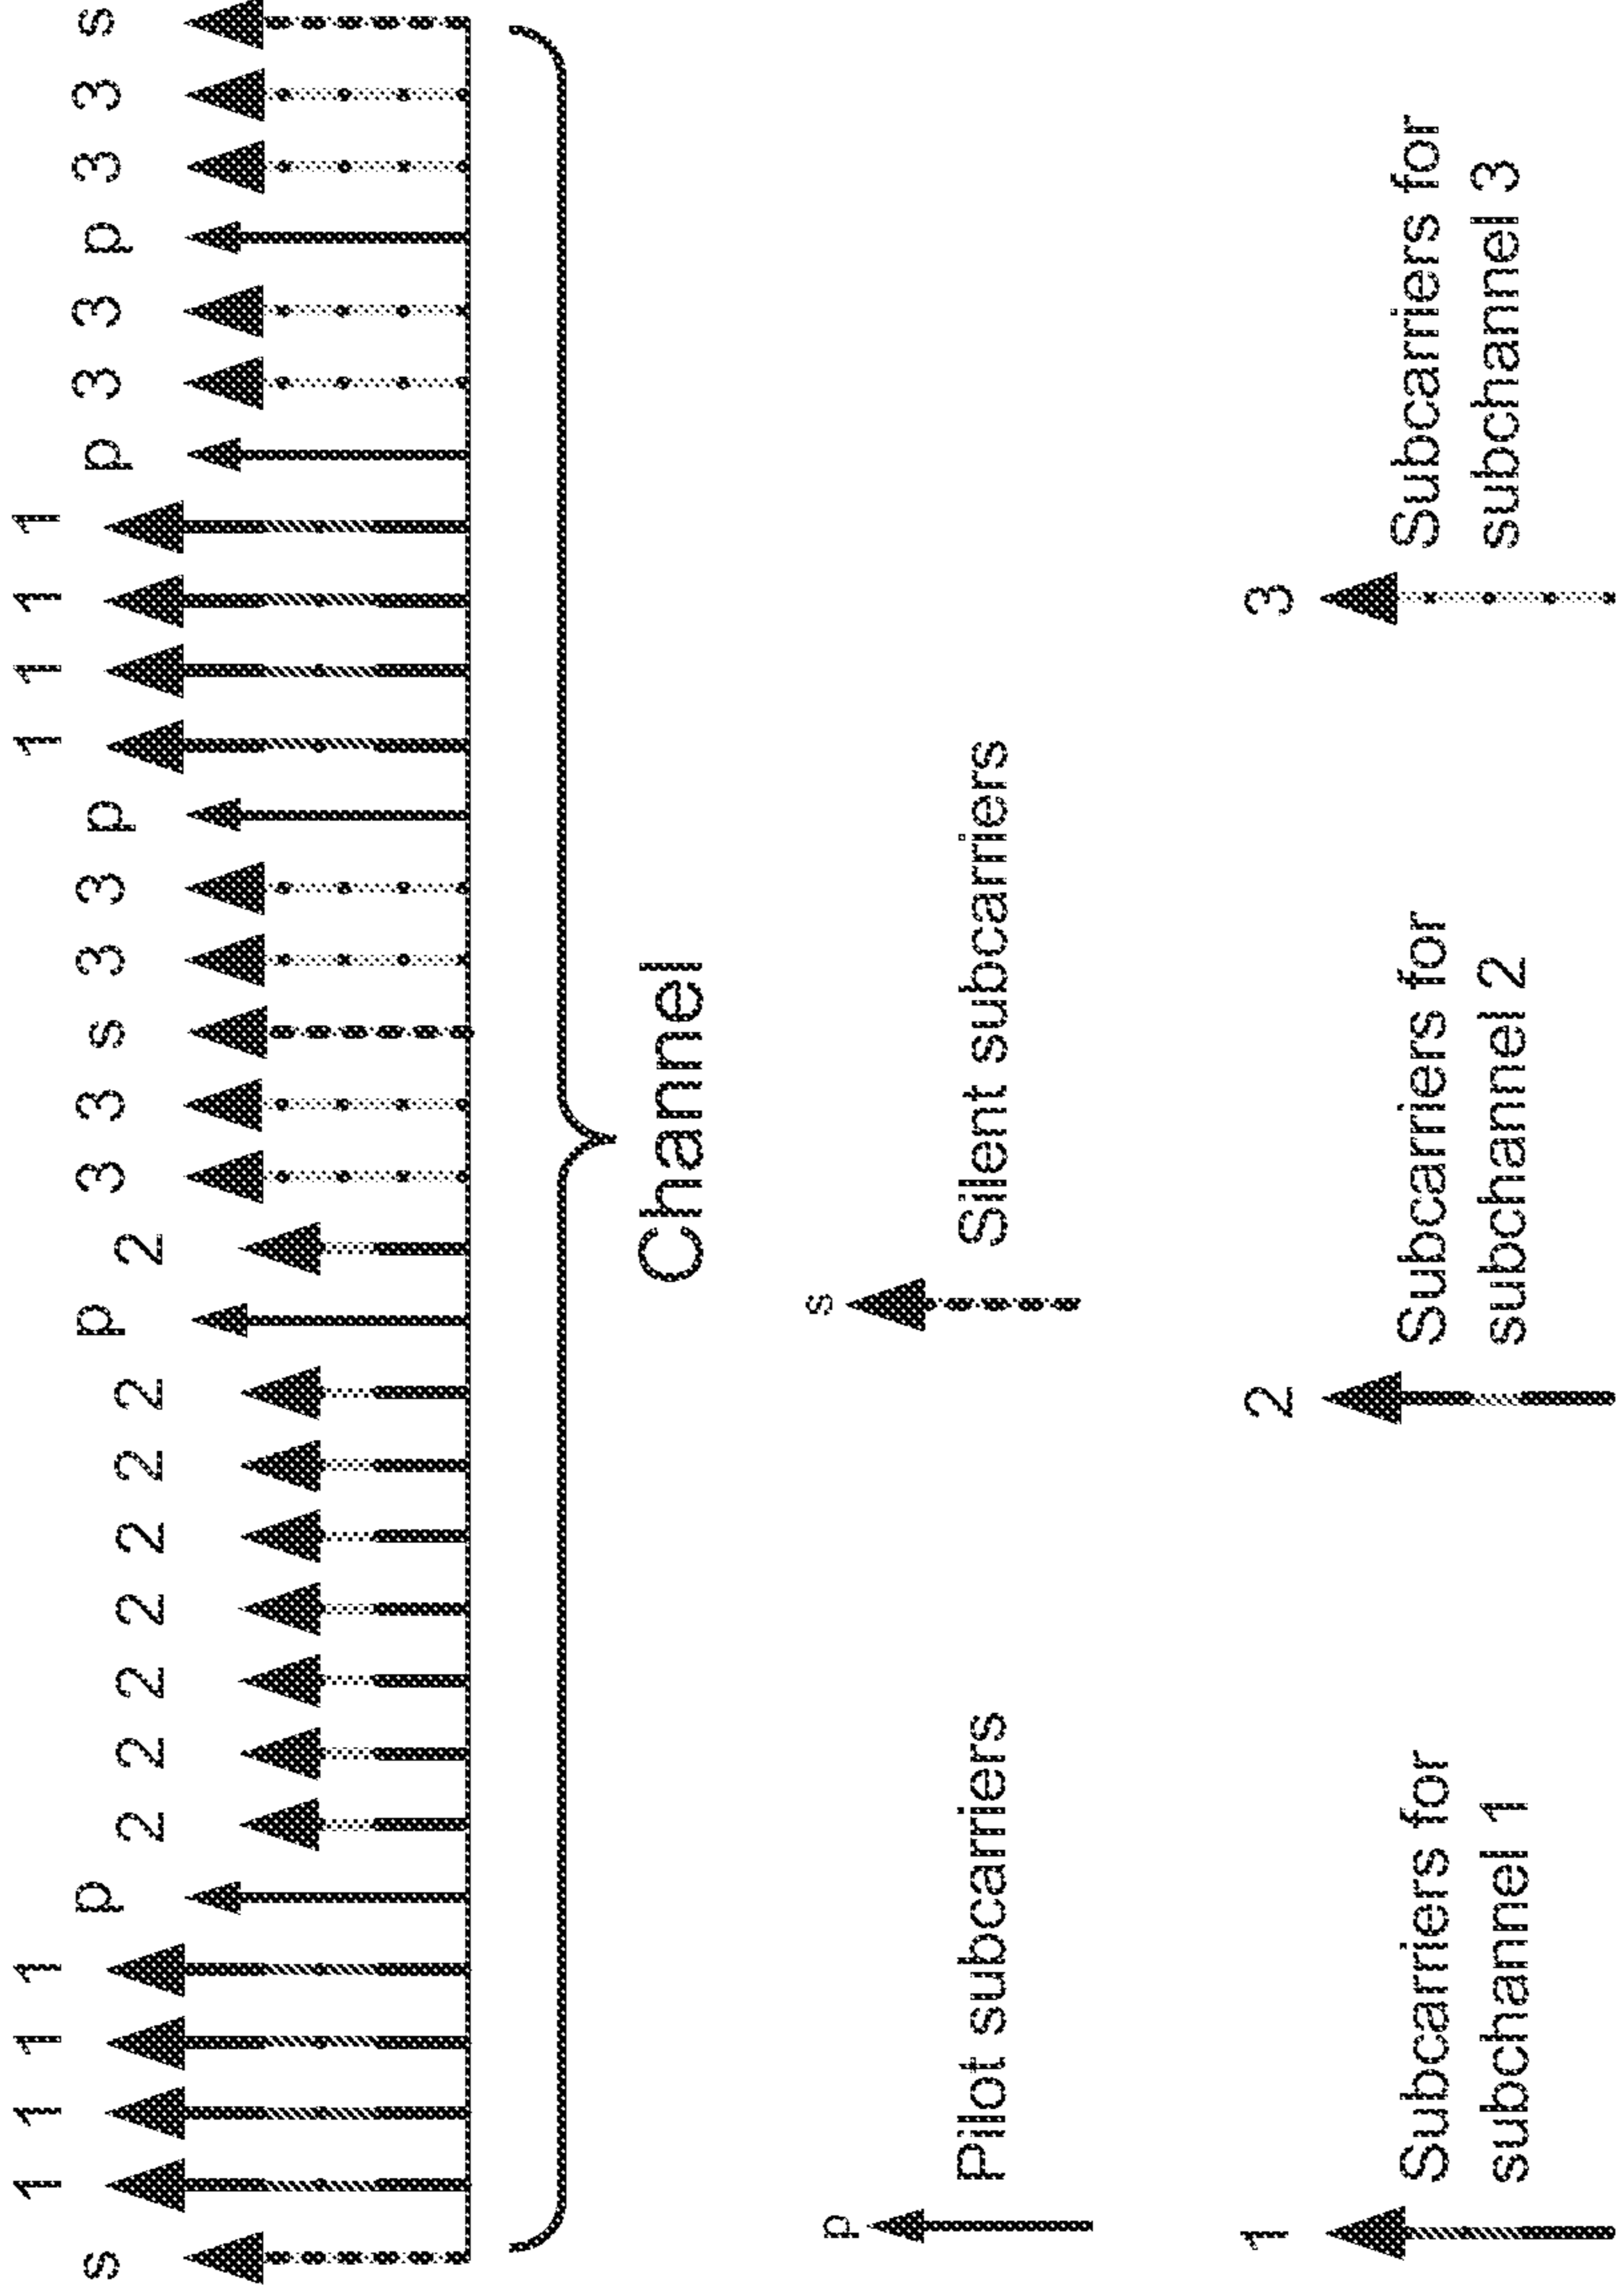 s 1 1 1 1 p 2 2 2 2 2 2 2 p 2 3 3 s 3 3 p 1 1 1 1 p 3 3 p 3 3 s
Channel
p
Pilot subcarriers
s
Silent subcarriers
1
Subcarriers for
subchannel 1
2
Subcarriers for
subchannel 2
3
Subcarriers for
subchannel 3